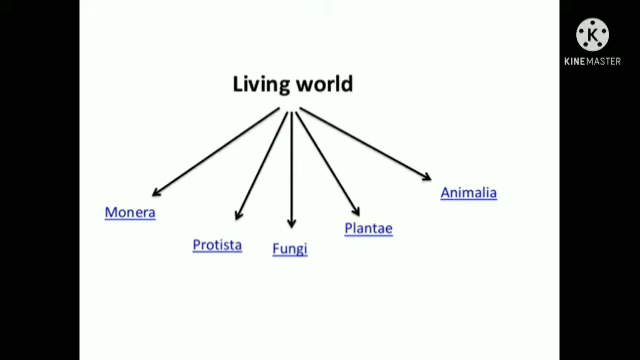 K
KINEMASTER
Living world
Animalia
Monera
Plantae
Protista
Fungi